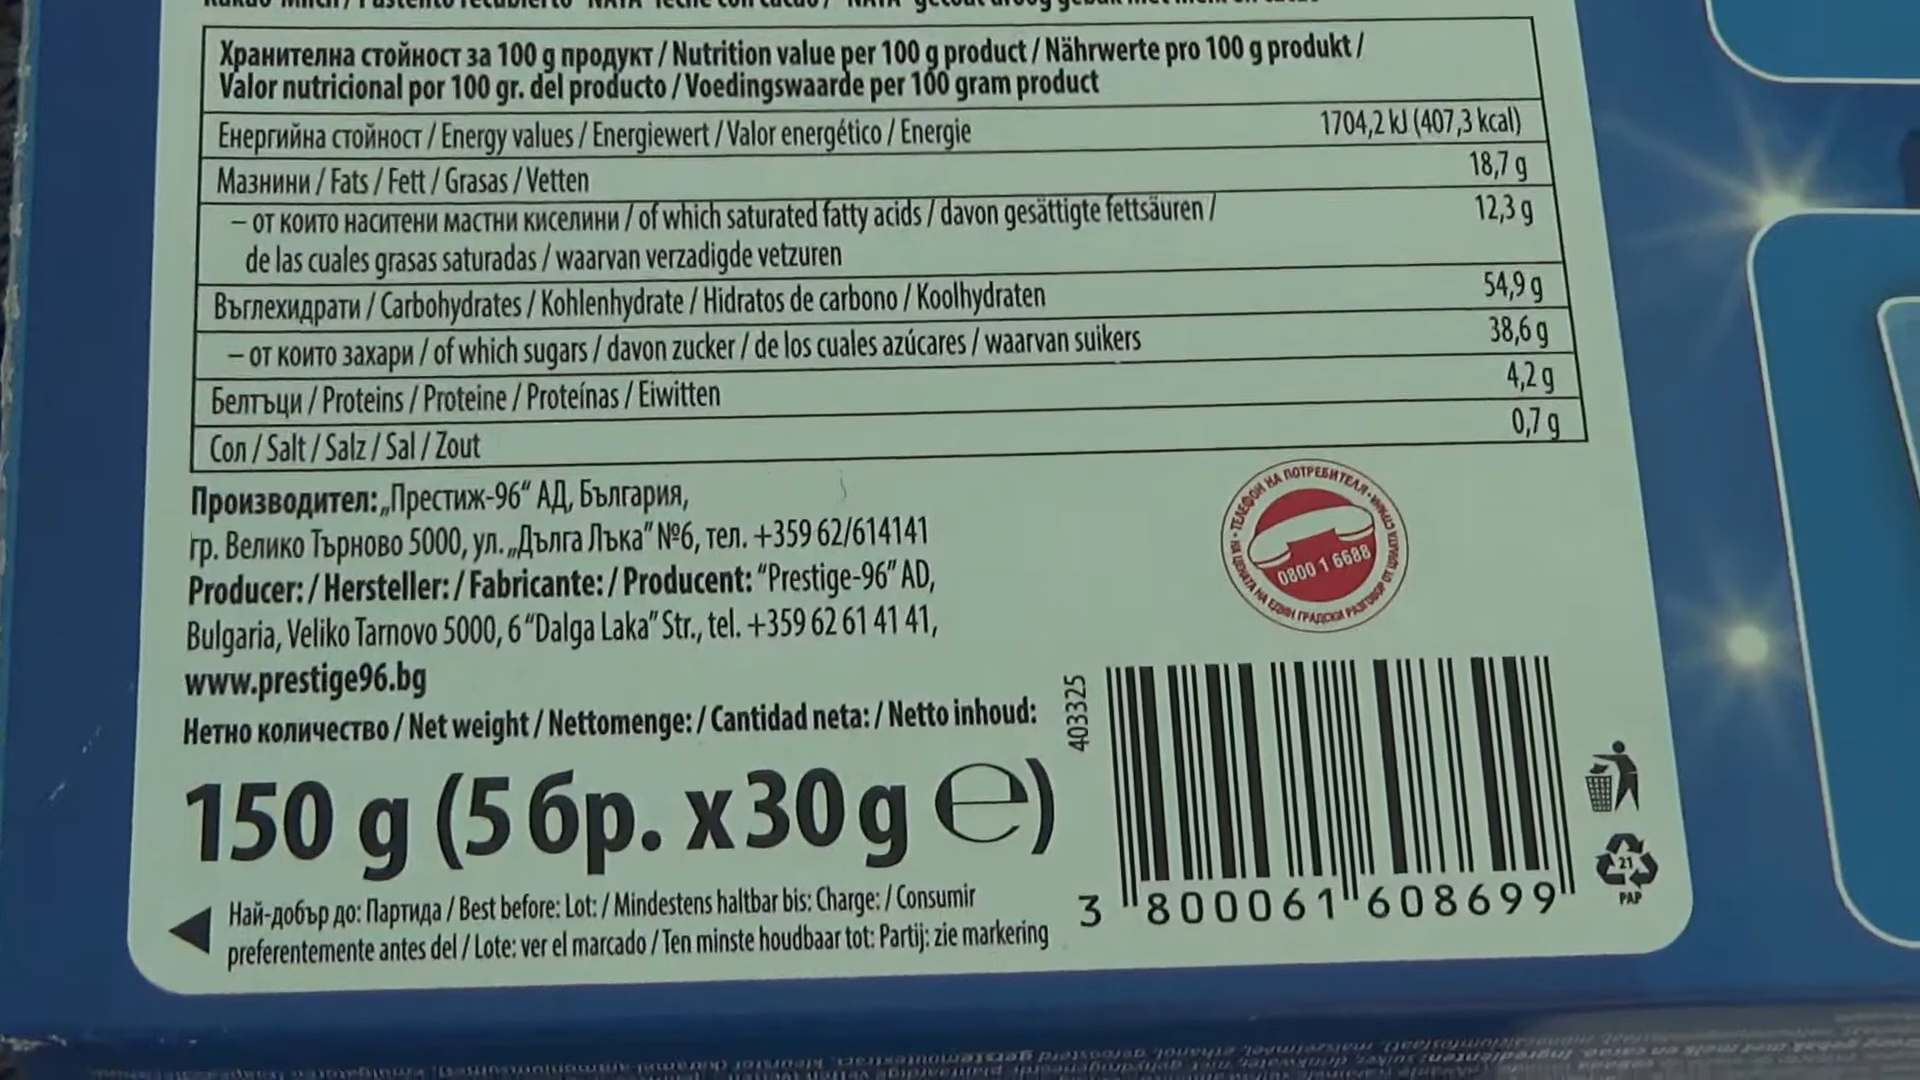 Хранителна стойност за 100 g продукт / Nutrition value per 100 g product / Nährwerte pro 100 g produkt /
Valor nutricional por 100 gr. del producto / Voedingswaarde per 100 gram product
Енергийна стойност / Energy values / Energiewert / Valor energético / Energie 1704,2 kJ (407,3 kcal)
Мазнини / Fats / Fett / Grasas / Vetten 18,7 g
– от които наситени мастни киселини / of which saturated fatty acids / davon gesättigte fettsäuren / 12,3 g
de las cuales grasas saturadas / waarvan verzadigde vetzuren
Въглехидрати / Carbohydrates / Kohlenhydrate / Hidratos de carbono / Koolhydraten 54,9 g
– от които захари / of which sugars / davon zucker / de los cuales azúcares / waarvan suikers 38,6 g
Белтъци / Proteins / Proteine / Proteínas / Eiwitten 4,2 g
Сол / Salt / Salz / Sal / Zout 0,7 g
Производител: „Престиж-96“ АД, България,
гр. Велико Търново 5000, ул. „Дълга Лъка” №6, тел. +359 62/614141
Producer: / Hersteller: / Fabricante: / Producent: “Prestige-96” AD,
Bulgaria, Veliko Tarnovo 5000, 6 “Dalga Laka” Str., tel. +359 62 61 41 41,
www.prestige96.bg
ТЕЛЕФОН НА ПОТРЕБИТЕЛЯ
0800 1 6688
НА ЦЕНАТА НА ЕДИН ГРАДСКИ РАЗГОВОР ОТ ЦЯЛАТА СТРАНА
Нетно количество / Net weight / Nettomenge: / Cantidad neta: / Netto inhoud:
150 g (5 бр. x 30 g ℮)
403325
3 800061 608699
21
PAP
Най-добър до: Партида / Best before: Lot: / Mindestens haltbar bis: Charge: / Consumir
preferentemente antes del / Lote: ver el marcado / Ten minste houdbaar tot: Partij: zie markering